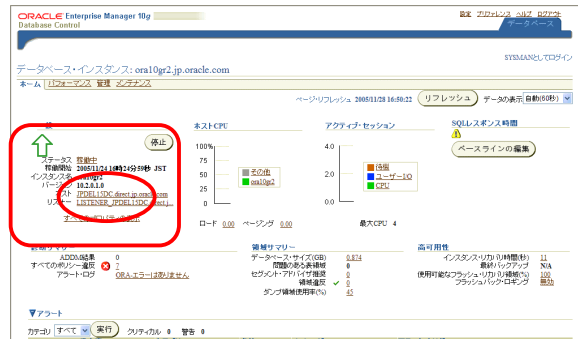 ORACLE Enterprise Manager 10g
Database Control
設定 プリファレンス ヘルプ ログアウト
データベース
SYSMANとしてログイン
データベース・インスタンス: ora10gr2.jp.oracle.com
ホーム パフォーマンス 管理 メンテナンス
ページ・リフレッシュ 2005/11/28 16:50:22 リフレッシュ データの表示 自動(60秒)
ホストCPU
アクティブ・セッション
SQLレスポンス時間
停止
ベースラインの編集
ステータス 稼働中
稼働開始 2005/11/24 16時24分59秒 JST
インスタンス名 ora10gr2
バージョン 10.2.0.1.0
ホスト JPDEL15DC.direct.jp.oracle.com
リスナー LISTENER_JPDEL15DC.direct.j...
100%
75
50
25
0
その他
ora10gr2
4.0
2.0
0.0
待機
ユーザーI/O
CPU
ロード 0.00 ページング 0.00
最大CPU 4
領域サマリー
高可用性
ADDM結果 0
すべてのポリシー違反 7
アラート・ログ ORA-エラーはありません
データベース・サイズ(GB) 0.874
問題のある表領域 0
セグメント・アドバイザ推奨 0
領域違反 0
ダンプ領域使用率(%) 45
インスタンス・リカバリ時間(秒) 11
最終バックアップ N/A
使用可能なフラッシュ・リカバリ領域(%) 100
フラッシュバック・ロギング 無効
▼アラート
カテゴリ すべて 実行 クリティカル 0 警告 0